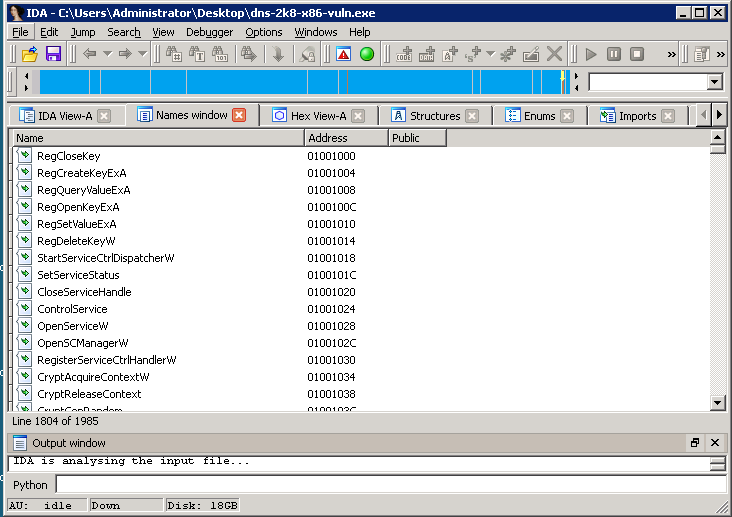 IDA - C:\Users\Administrator\Desktop\dns-2k8-x86-vuln.exe
File Edit Jump Search View Debugger Options Windows Help
IDA View-A Names window Hex View-A Structures Enums Imports
Name Address Public
RegCloseKey 01001000
RegCreateKeyExA 01001004
RegQueryValueExA 01001008
RegOpenKeyExA 0100100C
RegSetValueExA 01001010
RegDeleteKeyW 01001014
StartServiceCtrlDispatcherW 01001018
SetServiceStatus 0100101C
CloseServiceHandle 01001020
ControlService 01001024
OpenServiceW 01001028
OpenSCManagerW 0100102C
RegisterServiceCtrlHandlerW 01001030
CryptAcquireContextW 01001034
CryptReleaseContext 01001038
CryptGenRandom 0100103C
Line 1804 of 1985
Output window
IDA is analysing the input file...
Python
AU: idle Down Disk: 18GB